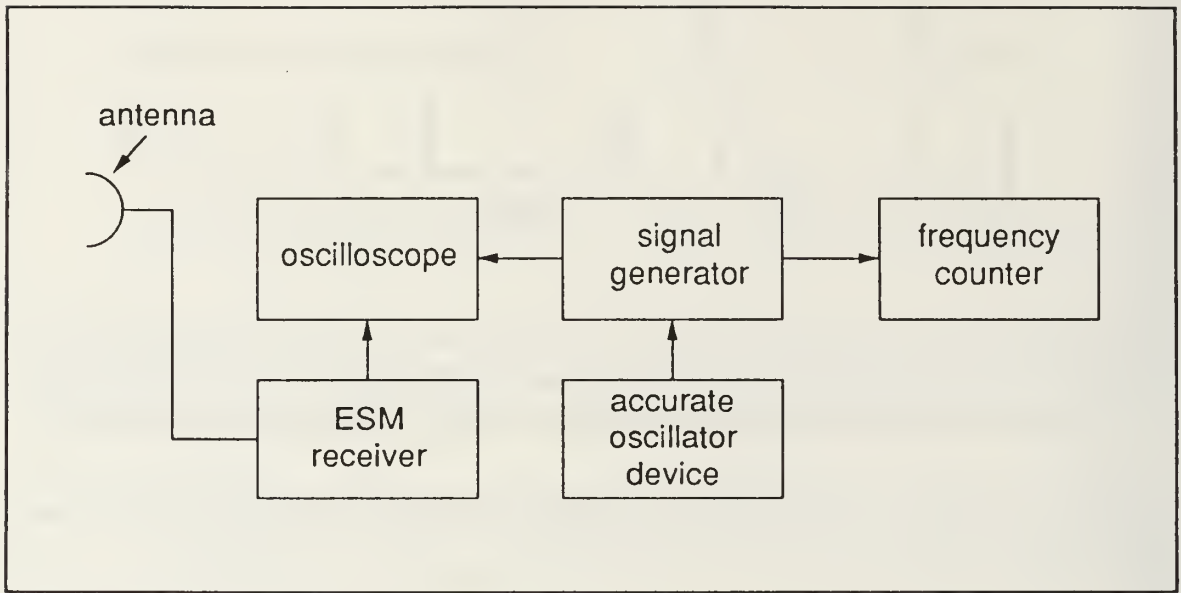 antenna
oscilloscope
signal
generator
frequency
counter
ESM
receiver
accurate
oscillator
device